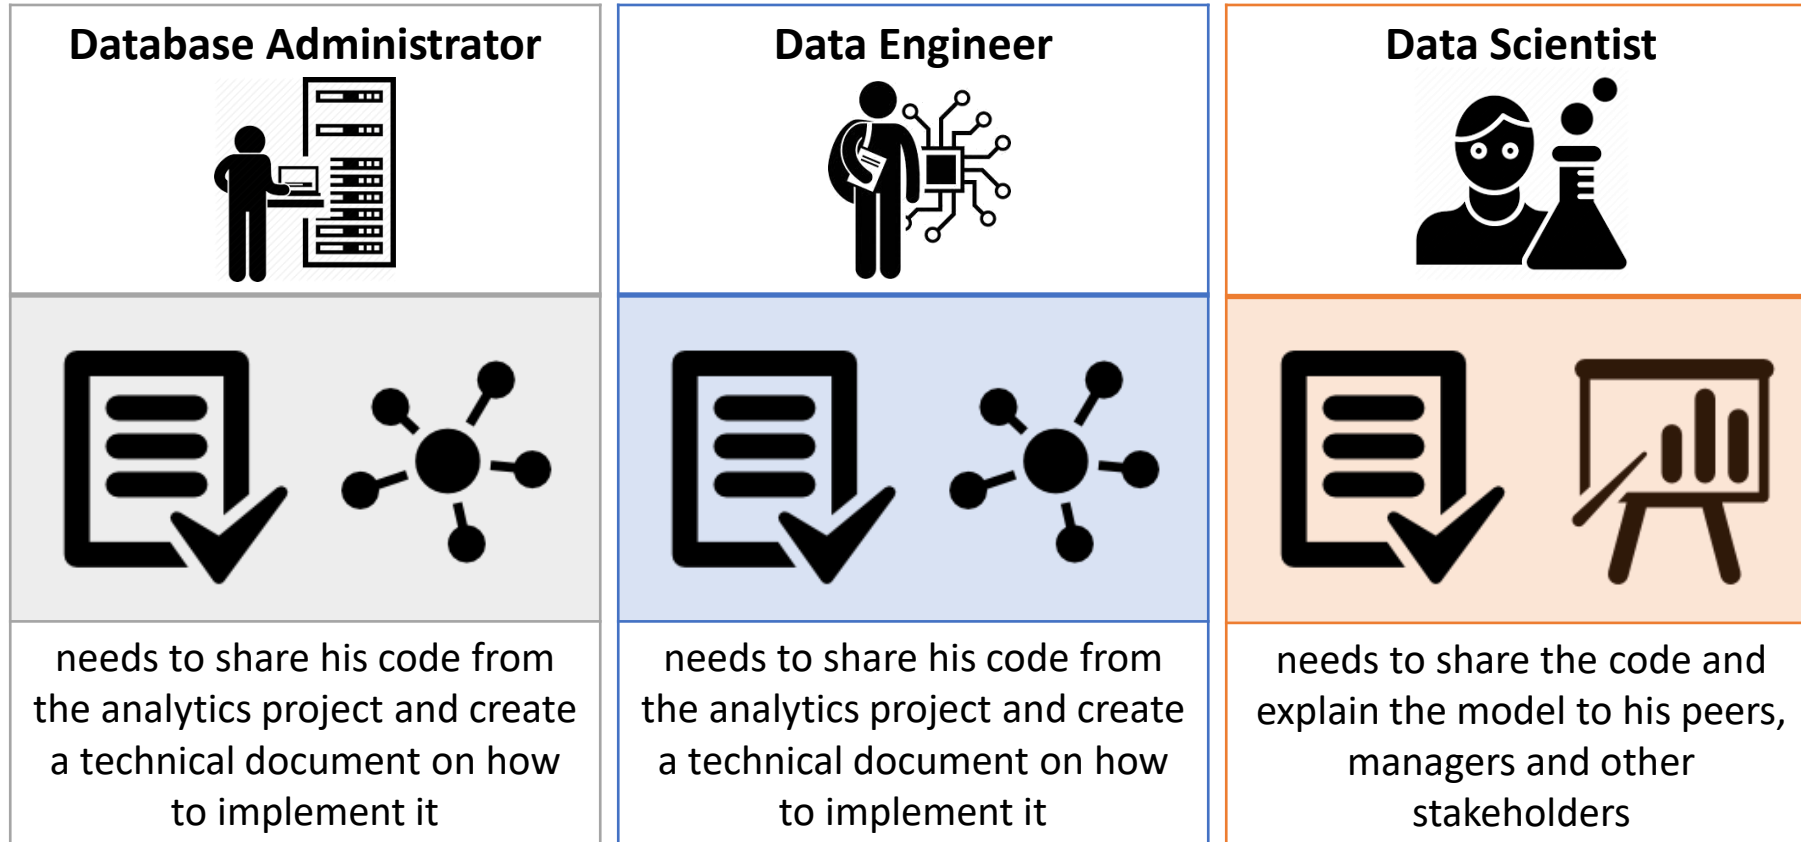 Database Administrator
needs to share his code from
the analytics project and create
a technical document on how
to implement it
Data Engineer
needs to share his code from
the analytics project and create
a technical document on how
to implement it
Data Scientist
needs to share the code and
explain the model to his peers,
managers and other
stakeholders